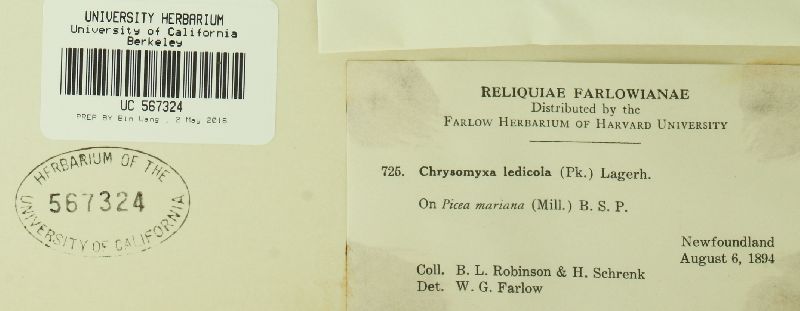 UNIVERSITY HERBARIUM
University of California
Berkeley
UC 567324
PREP BY Bin Wang , 2 May 2016
HERBARIUM OF THE
567324
UNIVERSITY OF CALIFORNIA
RELIQUIAE FARLOWIANAE
Distributed by the
FARLOW HERBARIUM OF HARVARD UNIVERSITY
725. Chrysomyxa ledicola (Pk.) Lagerh.
On Picea mariana (Mill.) B. S. P.
Newfoundland
August 6, 1894
Coll. B. L. Robinson & H. Schrenk
Det. W. G. Farlow